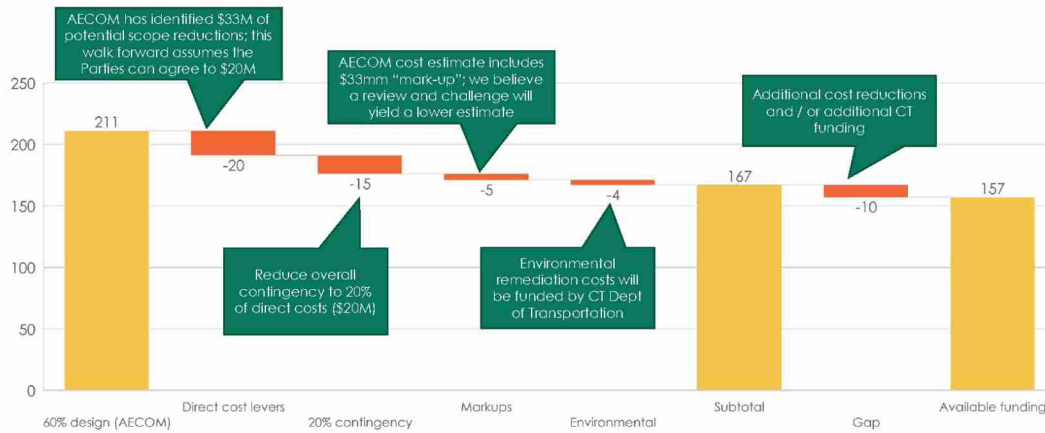 AECOM has identified $33M of
potential scope reductions; this
walk forward assumes the
Parties can agree to $20M
AECOM cost estimate includes
$33mm “mark-up”; we believe
a review and challenge will
yield a lower estimate
Additional cost reductions
and / or additional CT
funding
250
200
150
100
50
0
211
-20
-15
-5
-4
167
-10
157
Reduce overall
contingency to 20%
of direct costs ($20M)
Environmental
remediation costs will
be funded by CT Dept
of Transportation
60% design (AECOM)
Direct cost levers
20% contingency
Markups
Environmental
Subtotal
Gap
Available funding